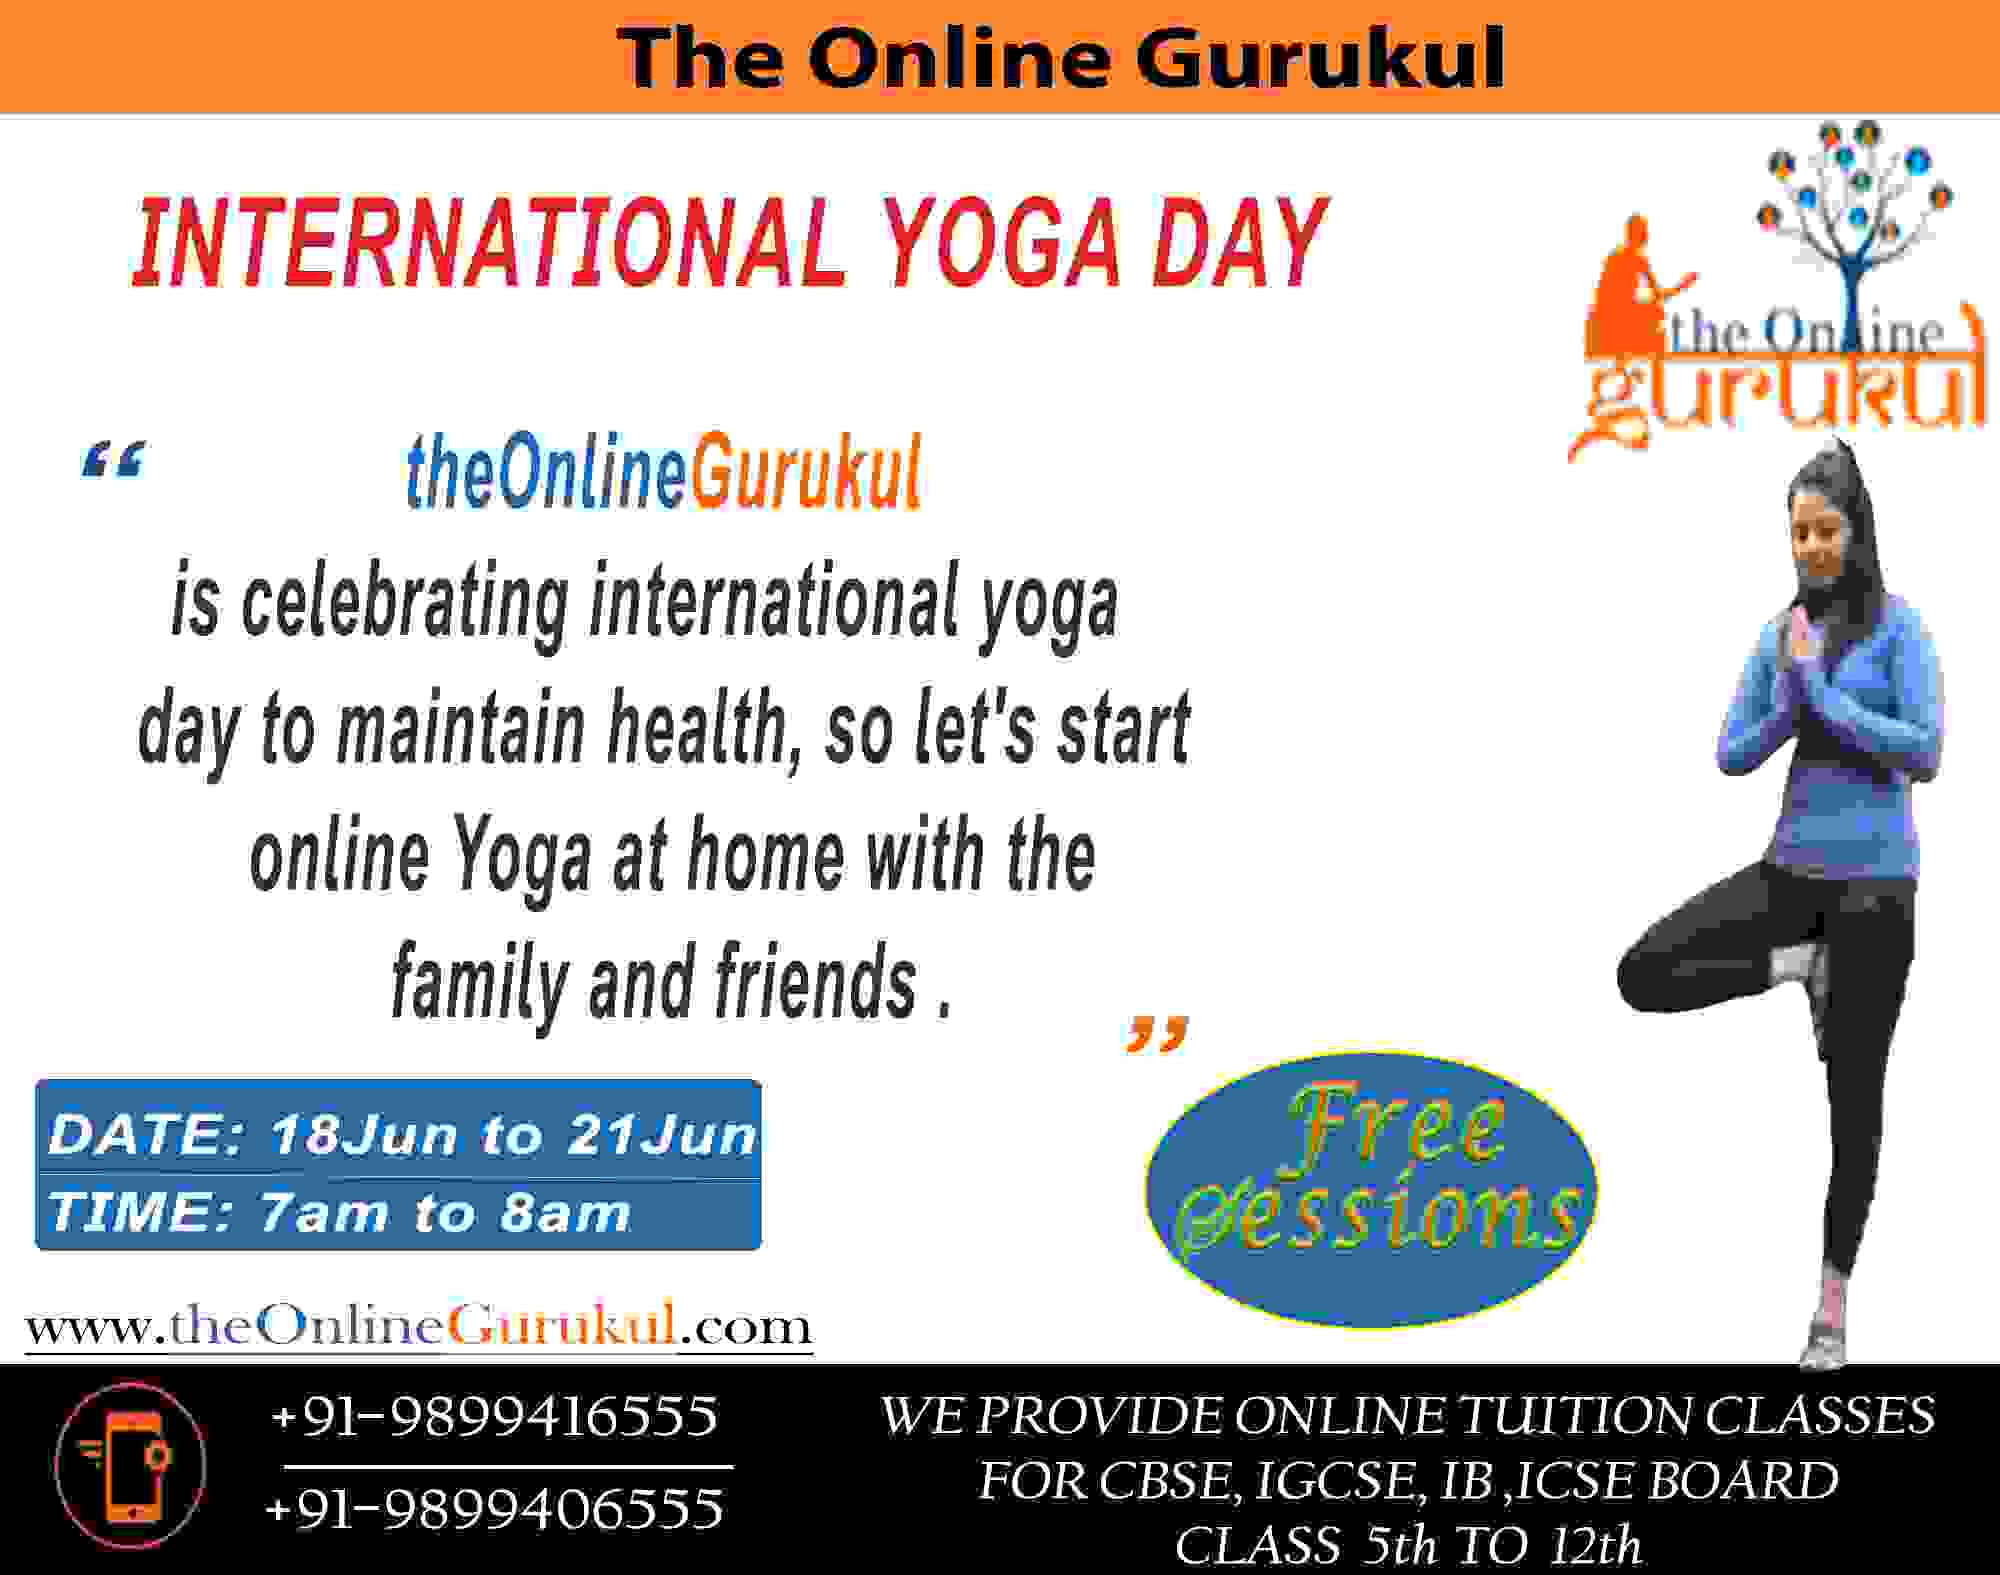 The Online Gurukul
INTERNATIONAL YOGA DAY
the Online
gurukul
“ theOnlineGurukul
is celebrating international yoga
day to maintain health, so let's start
online Yoga at home with the
family and friends .
”
DATE: 18Jun to 21Jun
TIME: 7am to 8am
Free
Sessions
www.theOnlineGurukul.com
+91-9899416555
+91-9899406555
WE PROVIDE ONLINE TUITION CLASSES
FOR CBSE, IGCSE, IB ,ICSE BOARD
CLASS 5th TO 12th